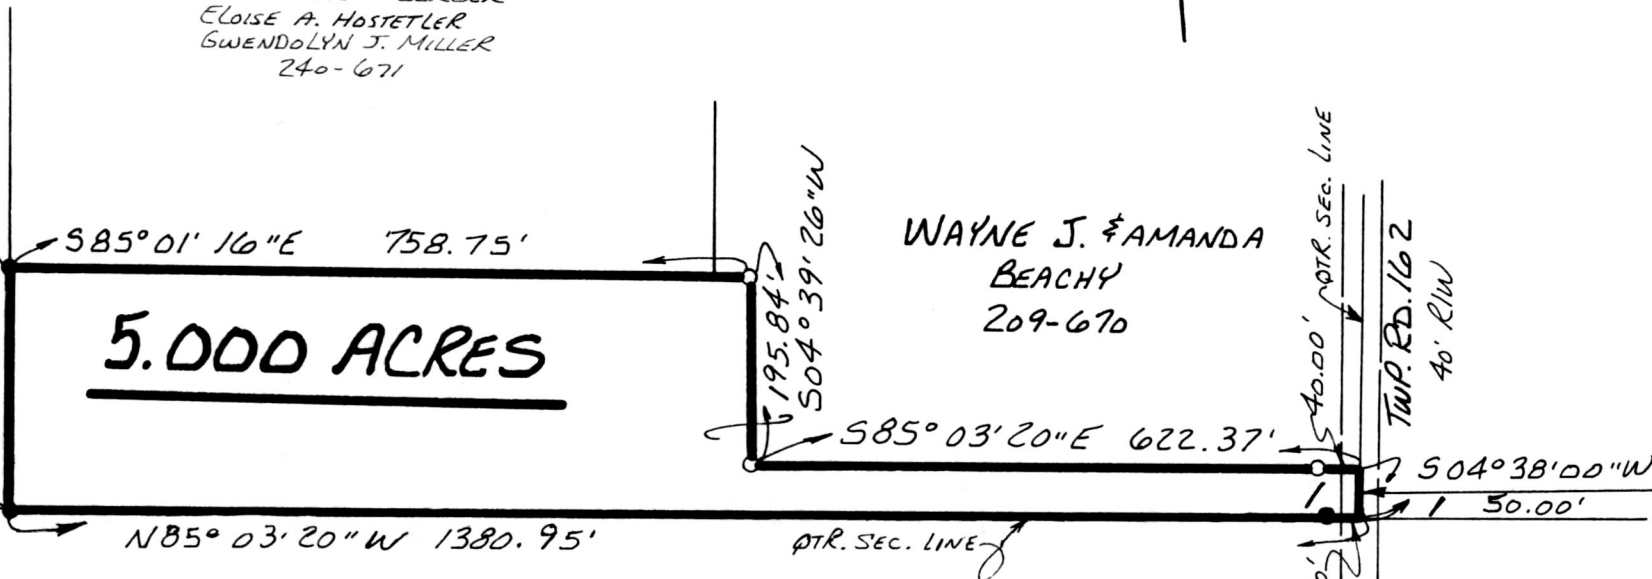 ELOISE A. HOSTETLER
GWENDOLYN J. MILLER
240-671
S85° 01' 16"E 758.75'
5.000 ACRES
195.84'
S04° 39' 26"W
WAYNE J. & AMANDA
BEACHY
209-670
QTR. SEC. LINE
40.00'
TWP. RD. 162
40' R/W
S85° 03' 20"E 622.37'
S04° 38' 00"W
50.00'
N85° 03' 20"W 1380.95'
QTR. SEC. LINE